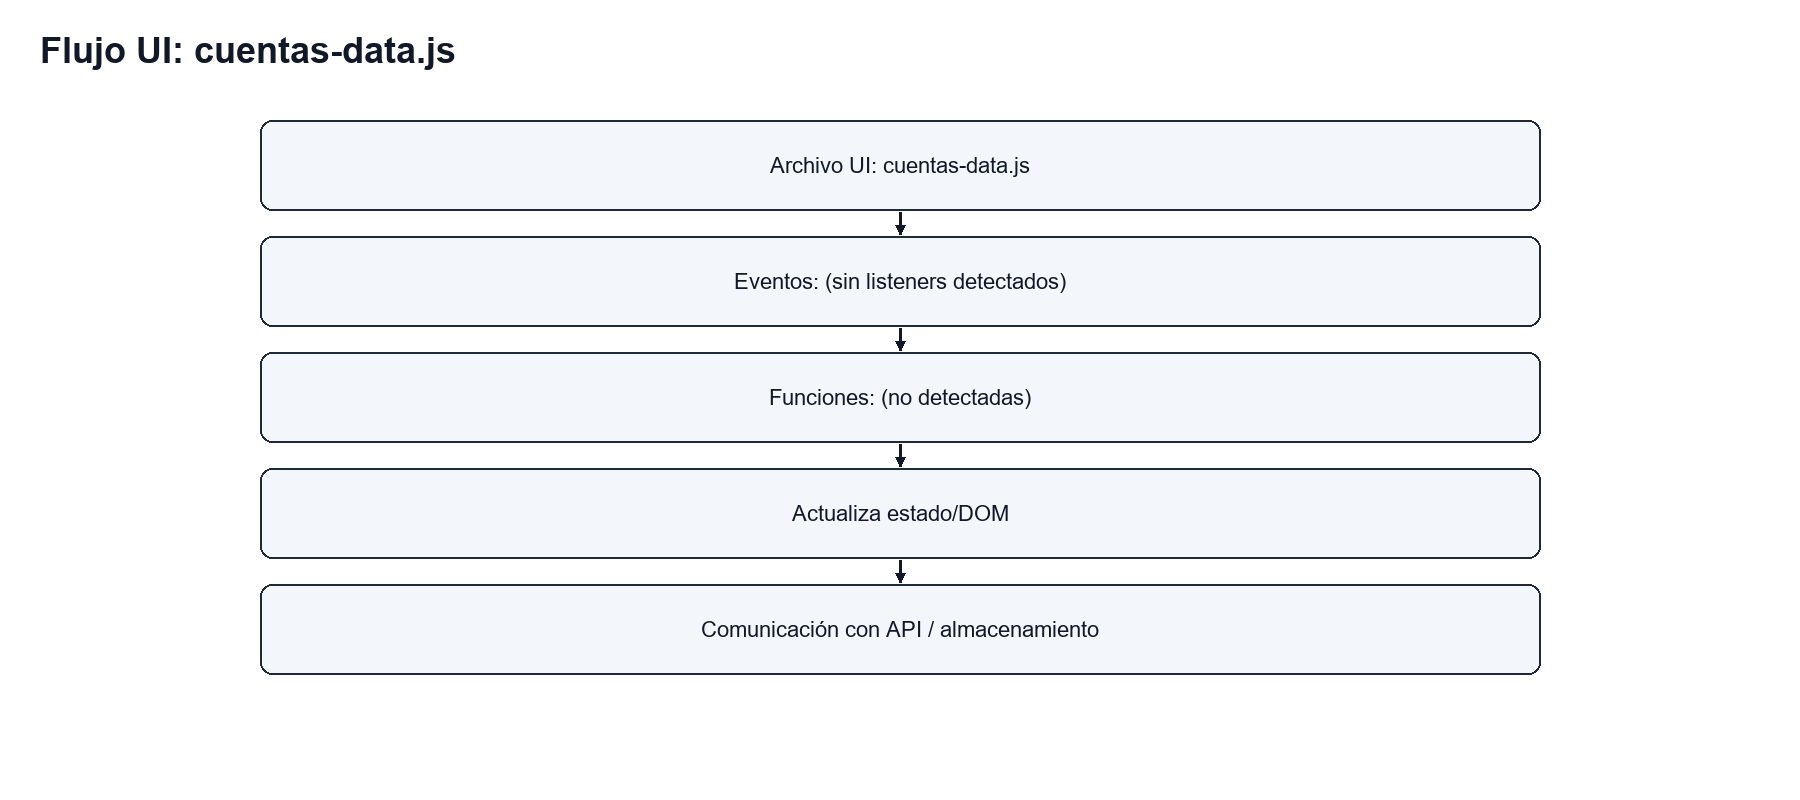 Flujo UI: cuentas-data.js
Archivo UI: cuentas-data.js
Eventos: (sin listeners detectados)
Funciones: (no detectadas)
Actualiza estado/DOM
Comunicación con API / almacenamiento